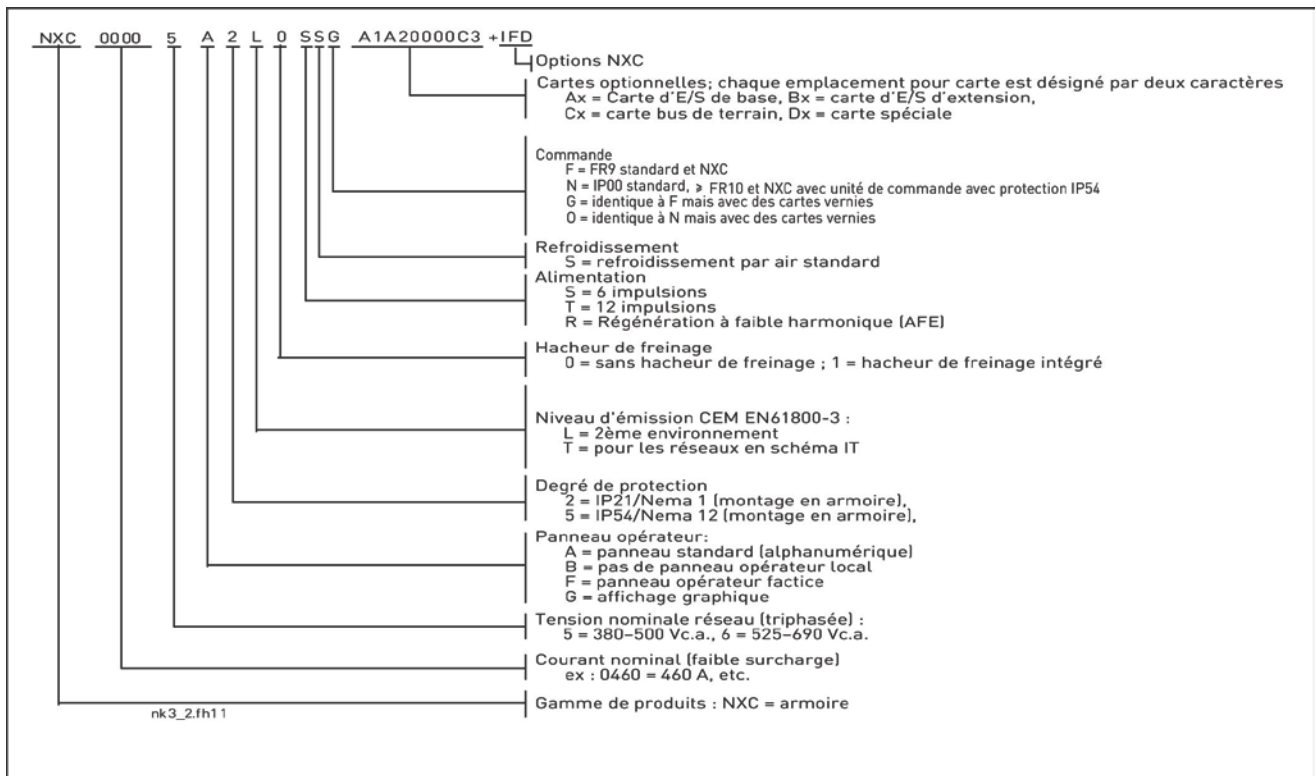 NXC 0000 5 A 2 L 0 S S G A1A20000C3 +IFD
Options NXC
Cartes optionnelles; chaque emplacement pour carte est désigné par deux caractères
Ax = Carte d'E/S de base, Bx = carte d'E/S d'extension,
Cx = carte bus de terrain, Dx = carte spéciale
Commande
F = FR9 standard et NXC
N = IP00 standard, ≥ FR10 et NXC avec unité de commande avec protection IP54
G = identique à F mais avec des cartes vernies
O = identique à N mais avec des cartes vernies
Refroidissement
S = refroidissement par air standard
Alimentation
S = 6 impulsions
T = 12 impulsions
R = Régénération à faible harmonique (AFE)
Hacheur de freinage
0 = sans hacheur de freinage ; 1 = hacheur de freinage intégré
Niveau d'émission CEM EN61800-3 :
L = 2ème environnement
T = pour les réseaux en schéma IT
Degré de protection
2 = IP21/Nema 1 (montage en armoire),
5 = IP54/Nema 12 (montage en armoire),
Panneau opérateur:
A = panneau standard (alphanumérique)
B = pas de panneau opérateur local
F = panneau opérateur factice
G = affichage graphique
Tension nominale réseau (triphasée) :
5 = 380–500 Vc.a., 6 = 525–690 Vc.a.
Courant nominal (faible surcharge)
ex : 0460 = 460 A, etc.
Gamme de produits : NXC = armoire
nk3_2.fh11